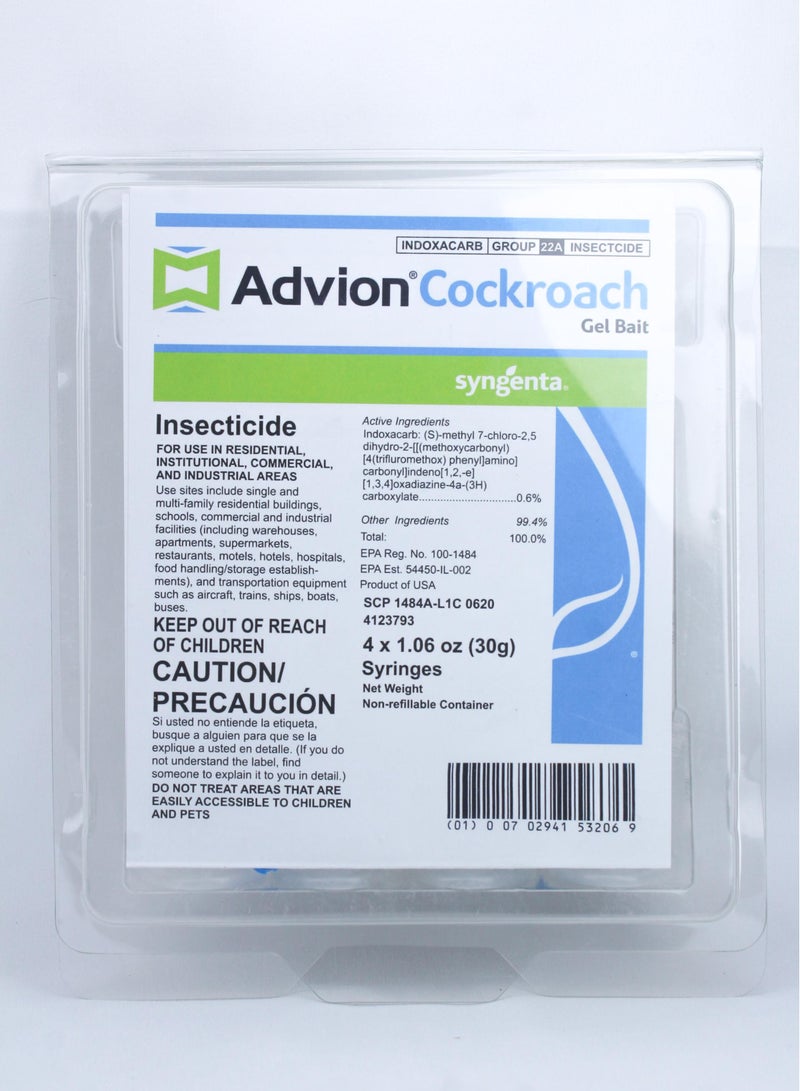 INDOXACARB GROUP 22A INSECTCIDE
Advion® Cockroach
Gel Bait
syngenta®
Insecticide
FOR USE IN RESIDENTIAL,
INSTITUTIONAL, COMMERCIAL,
AND INDUSTRIAL AREAS
Use sites include single and
multi-family residential buildings,
schools, commercial and industrial
facilities (including warehouses,
apartments, supermarkets,
restaurants, motels, hotels, hospitals,
food handling/storage establish-
ments), and transportation equipment
such as aircraft, trains, ships, boats,
buses.
KEEP OUT OF REACH
OF CHILDREN
CAUTION/
PRECAUCIÓN
Si usted no entiende la etiqueta,
busque a alguien para que se la
explique a usted en detalle. (If you do
not understand the label, find
someone to explain it to you in detail.)
DO NOT TREAT AREAS THAT ARE
EASILY ACCESSIBLE TO CHILDREN
AND PETS
Active Ingredients
Indoxacarb: (S)-methyl 7-chloro-2,5
dihydro-2-[[(methoxycarbonyl)
[4(trifluromethox) phenyl]amino]
carbonyl]indeno[1,2,-e]
[1,3,4]oxadiazine-4a-(3H)
carboxylate..........................0.6%
Other Ingredients 99.4%
Total: 100.0%
EPA Reg. No. 100-1484
EPA Est. 54450-IL-002
Product of USA
SCP 1484A-L1C 0620
4123793
4 x 1.06 oz (30g)
Syringes
Net Weight
Non-refillable Container
(01) 0 07 02941 53206 9